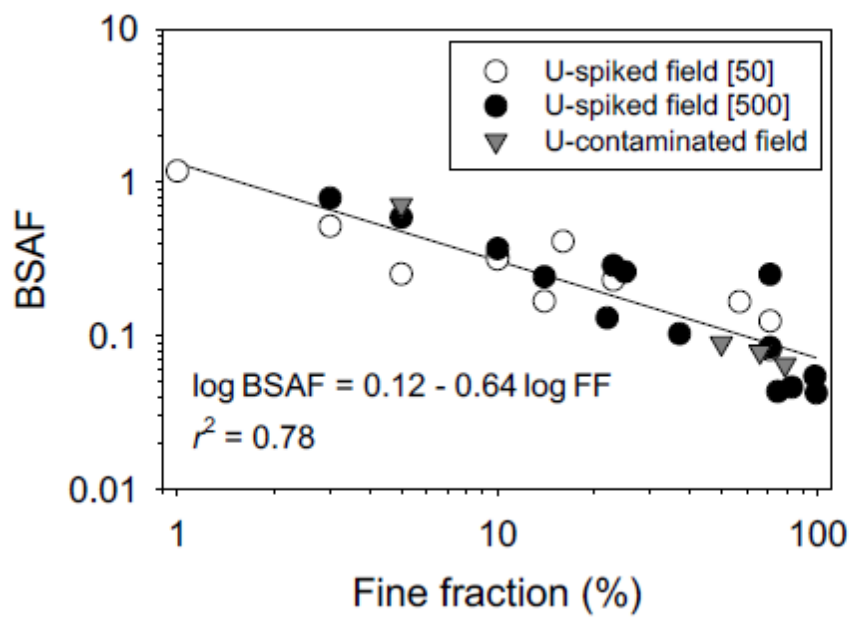 10
U-spiked field [50]
U-spiked field [500]
U-contaminated field
1
BSAF
0.1
log BSAF = 0.12 - 0.64 log FF
r² = 0.78
0.01
1 10 100
Fine fraction (%)